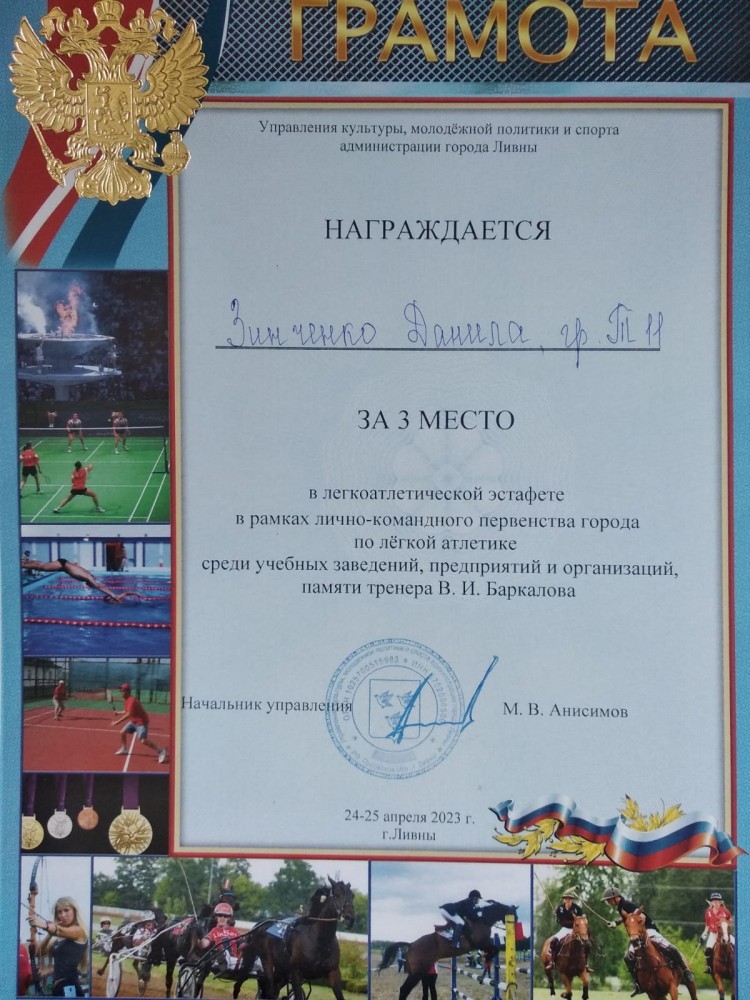 ГРАМОТА
Управления культуры, молодёжной политики и спорта
администрации города Ливны
НАГРАЖДАЕТСЯ
Зинченко Данила, гр. Т 11
ЗА 3 МЕСТО
в легкоатлетической эстафете
в рамках лично-командного первенства города
по лёгкой атлетике
среди учебных заведений, предприятий и организаций,
памяти тренера В. И. Баркалова
Начальник управления
М. В. Анисимов
24-25 апреля 2023 г.
г.Ливны